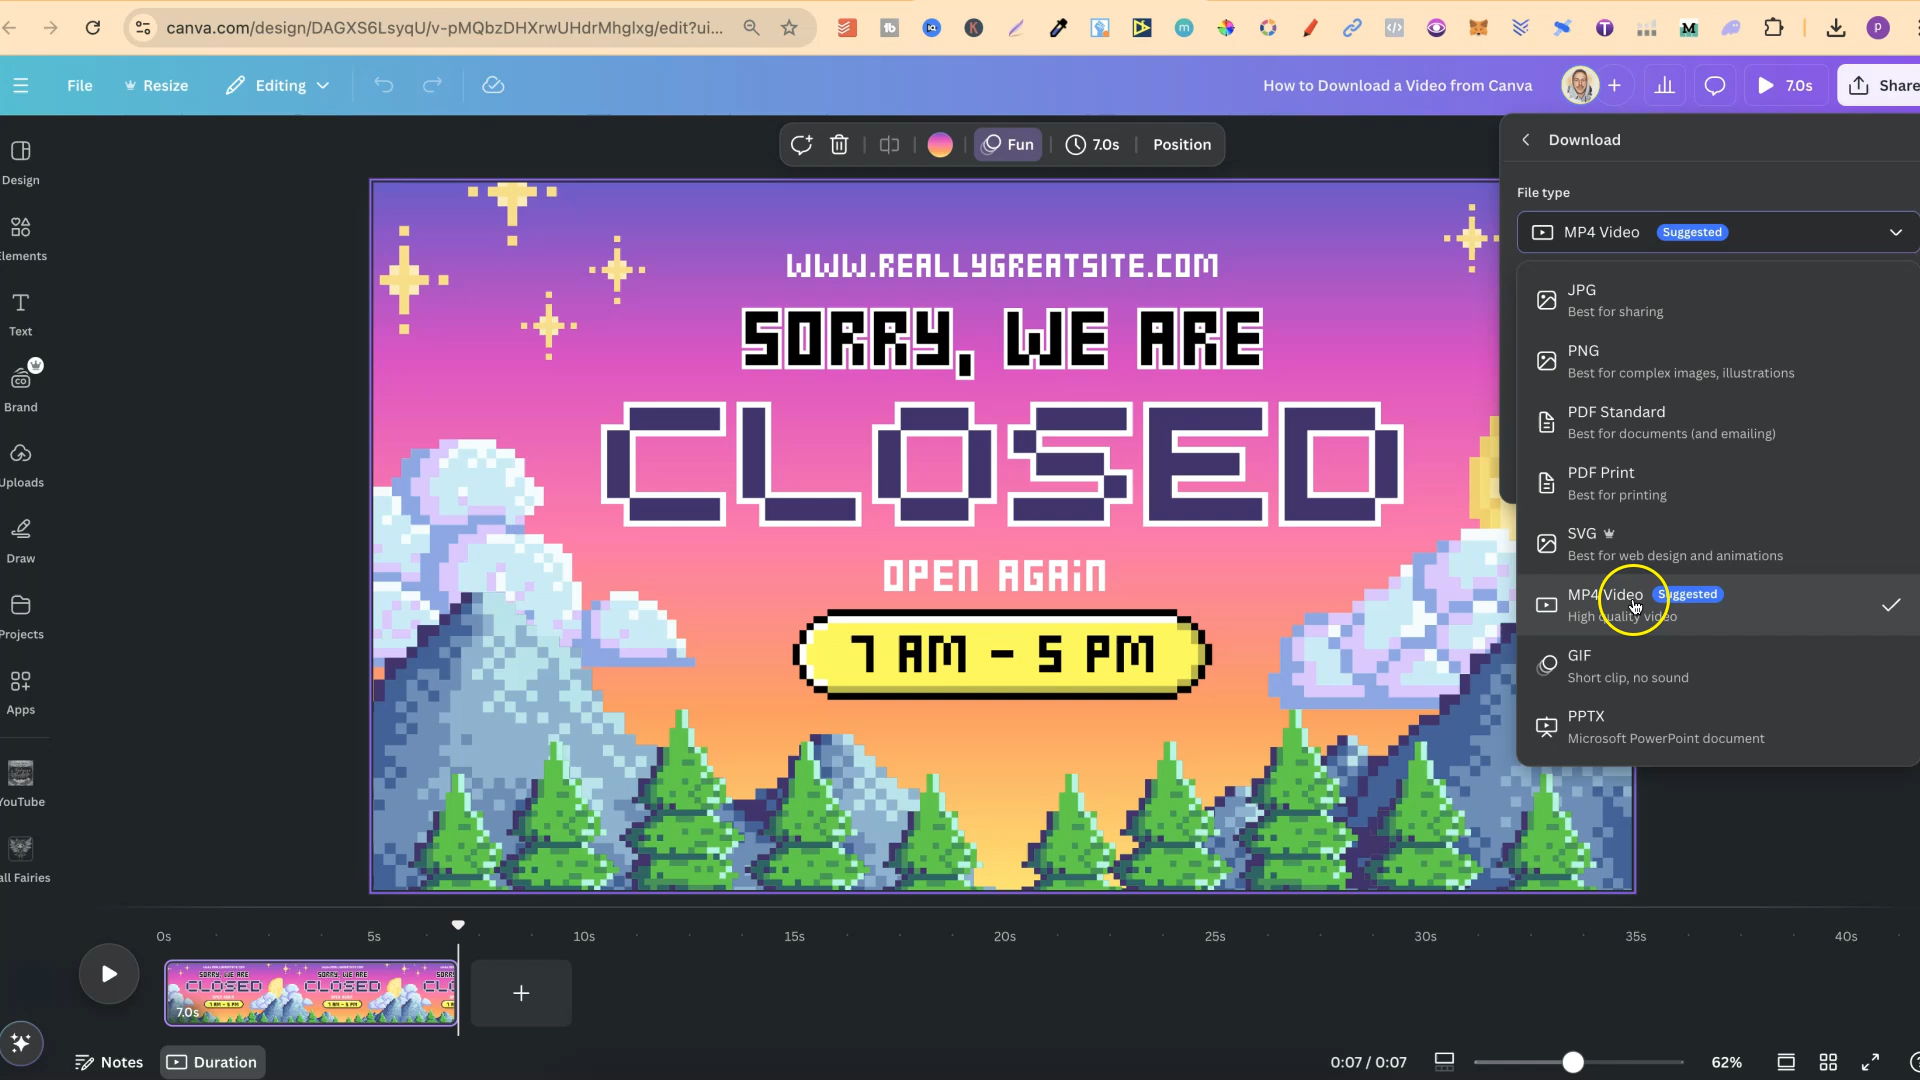 canva.com/design/DAGXS6LsyqU/v-pMQbzDHXrwUHdrMhglxg/edit?ui...
File
Resize
Editing
How to Download a Video from Canva
7.0s
Share
Fun
7.0s
Position
Download
File type
MP4 Video
Suggested
JPG
Best for sharing
PNG
Best for complex images, illustrations
PDF Standard
Best for documents (and emailing)
PDF Print
Best for printing
SVG
Best for web design and animations
MP4 Video
Suggested
High quality video
GIF
Short clip, no sound
PPTX
Microsoft PowerPoint document
Design
Elements
Text
Brand
Uploads
Draw
Projects
Apps
YouTube
all Fairies
WWW.REALLYGREATSITE.COM
SORRY, WE ARE
CLOSED
OPEN AGAiN
7 AM - 5 PM
0s
5s
10s
15s
20s
25s
30s
35s
40s
7.0s
Notes
Duration
0:07 / 0:07
62%